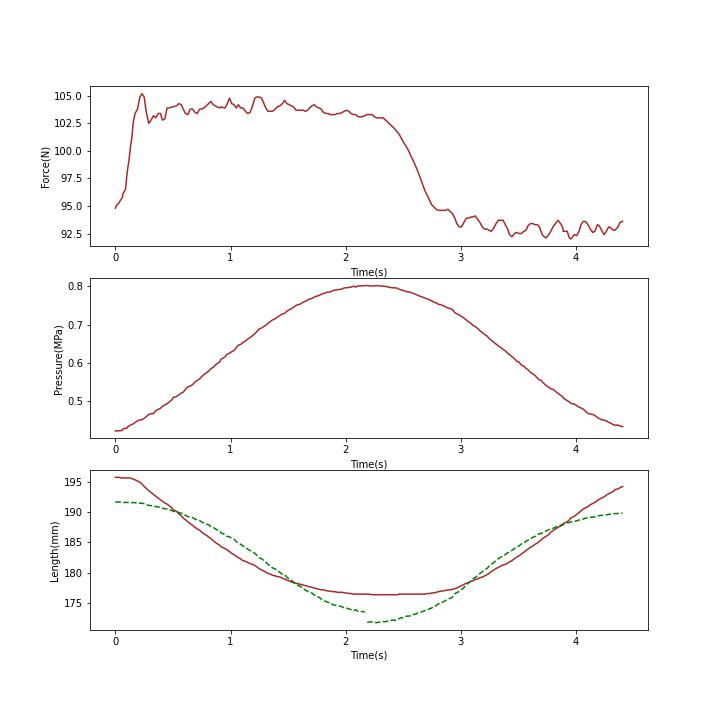 105.0
102.5
100.0
97.5
95.0
92.5
Force(N)
0 1 2 3 4
Time(s)
0.8
0.7
0.6
0.5
Pressure(MPa)
0 1 2 3 4
Time(s)
195
190
185
180
175
Length(mm)
0 1 2 3 4
Time(s)